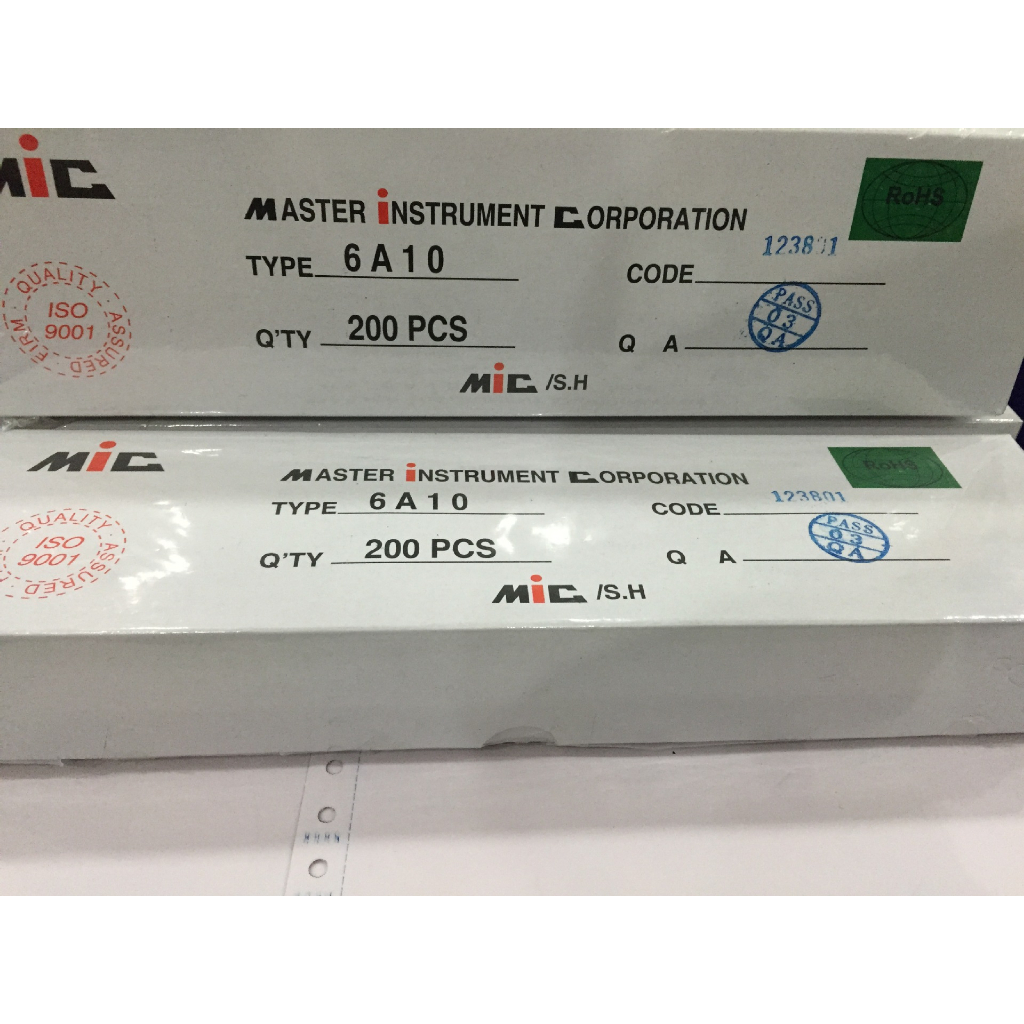 MIC
RoHS
MASTER INSTRUMENT CORPORATION
TYPE 6A10 CODE 123801
Q'TY 200 PCS Q A PASS 03 QA
QUALITY ASSURED FIRM
ISO
9001
MIC /S.H
MIC
RoHS
MASTER INSTRUMENT CORPORATION
TYPE 6A10 CODE 123801
Q'TY 200 PCS Q A PASS 03 QA
QUALITY ASSURED
ISO
9001
MIC /S.H